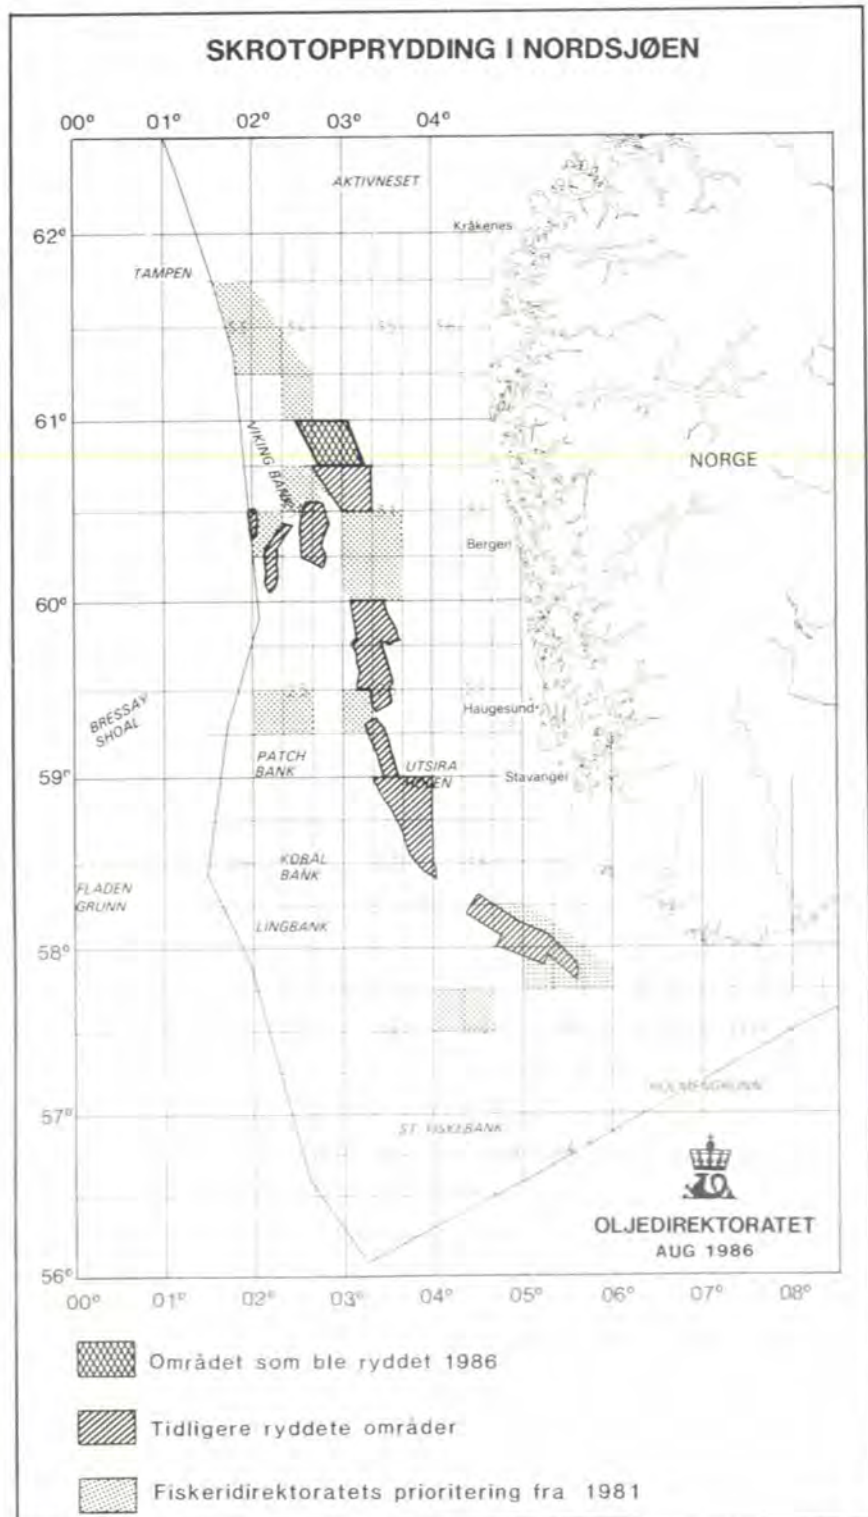 SKROTOPPRYDDING I NORDSJØEN
00° 01° 02° 03° 04°
AKTIVNESET
Kråkenes
62°
TAMPEN
61°
VIKING BANK
NORGE
Bergen
60°
Haugesund
BRESSAY
SHOAL
PATCH
BANK
UTSIRA
59°
Stavanger
KOBAL
BANK
FLADEN
GRUNN
LINGBANK
58°
HOLMENGRUNN
57°
ST. FISKEBANK
OLJEDIREKTORATET
AUG 1986
56°
00° 01° 02° 03° 04° 05° 06° 07° 08°
Området som ble ryddet 1986
Tidligere ryddete områder
Fiskeridirektoratets prioritering fra 1981